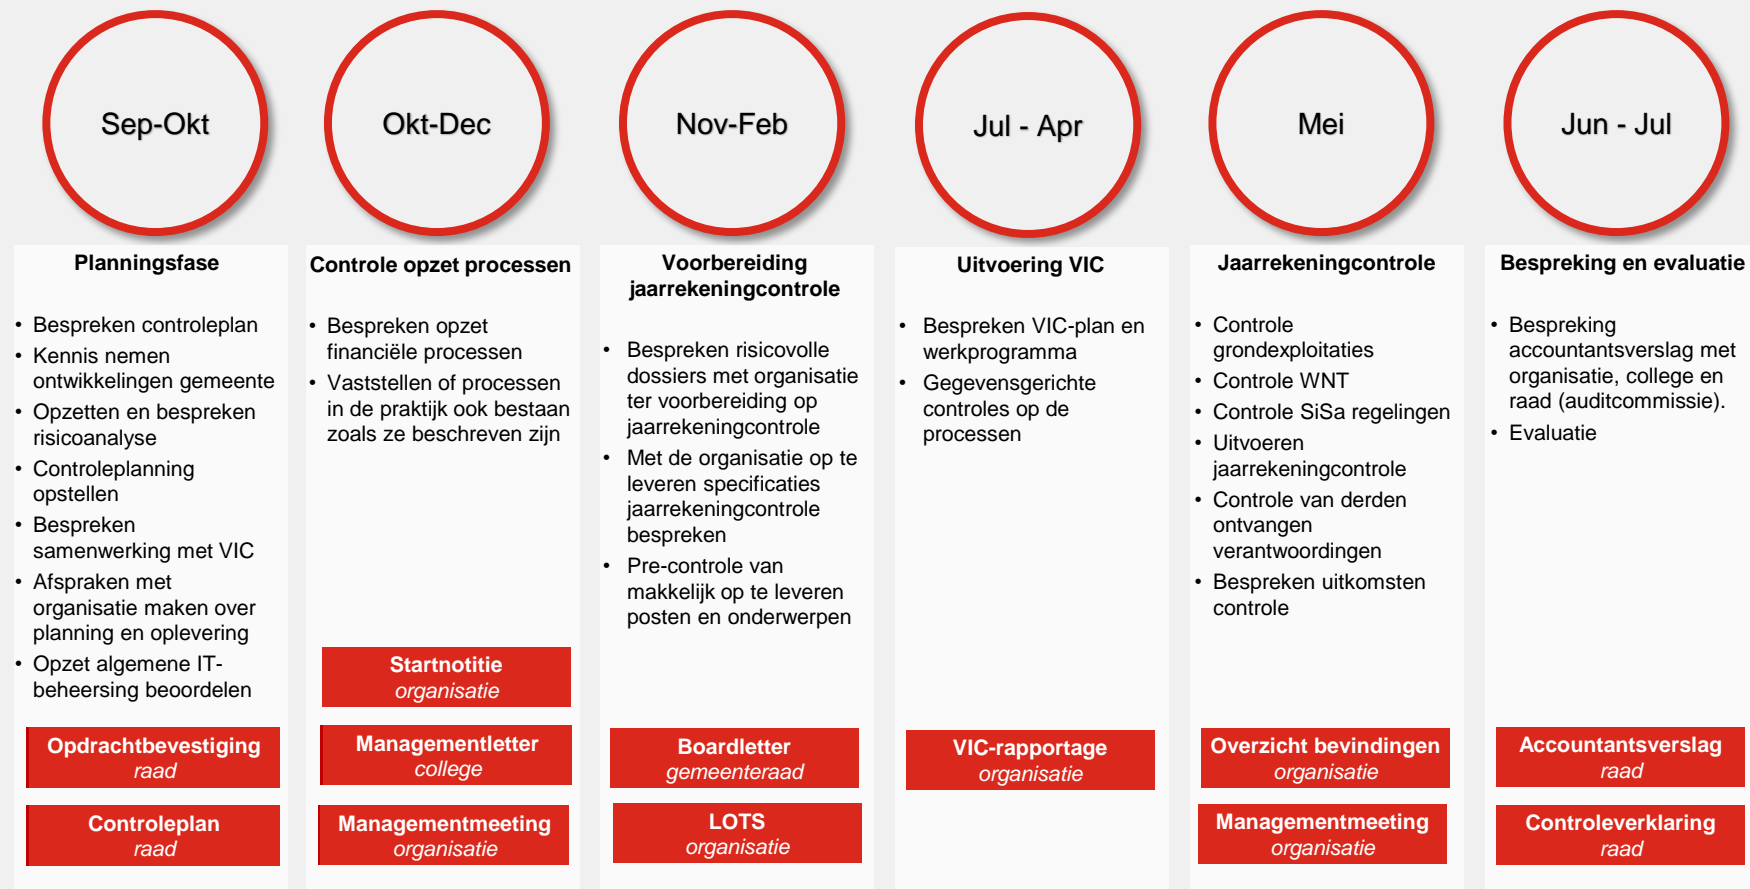 Sep-Okt
Okt-Dec
Nov-Feb
Jul - Apr
Mei
Jun - Jul
Planningsfase
• Bespreken controleplan
• Kennis nemen
ontwikkelingen gemeente
• Opzetten en bespreken
risicoanalyse
• Controleplanning
opstellen
• Bespreken
samenwerking met VIC
• Afspraken met
organisatie maken over
planning en oplevering
• Opzet algemene IT-
beheersing beoordelen
Opdrachtbevestiging
raad
Controleplan
raad
Controle opzet processen
• Bespreken opzet
financiële processen
• Vaststellen of processen
in de praktijk ook bestaan
zoals ze beschreven zijn
Startnotitie
organisatie
Managementletter
college
Managementmeeting
organisatie
Voorbereiding
jaarrekeningcontrole
• Bespreken risicovolle
dossiers met organisatie
ter voorbereiding op
jaarrekeningcontrole
• Met de organisatie op te
leveren specificaties
jaarrekeningcontrole
bespreken
• Pre-controle van
makkelijk op te leveren
posten en onderwerpen
Boardletter
gemeenteraad
LOTS
organisatie
Uitvoering VIC
• Bespreken VIC-plan en
werkprogramma
• Gegevensgerichte
controles op de
processen
VIC-rapportage
organisatie
Jaarrekeningcontrole
• Controle
grondexploitaties
• Controle WNT
• Controle SiSa regelingen
• Uitvoeren
jaarrekeningcontrole
• Controle van derden
ontvangen
verantwoordingen
• Bespreken uitkomsten
controle
Overzicht bevindingen
organisatie
Managementmeeting
organisatie
Bespreking en evaluatie
• Bespreking
accountantsverslag met
organisatie, college en
raad (auditcommissie).
• Evaluatie
Accountantsverslag
raad
Controleverklaring
raad